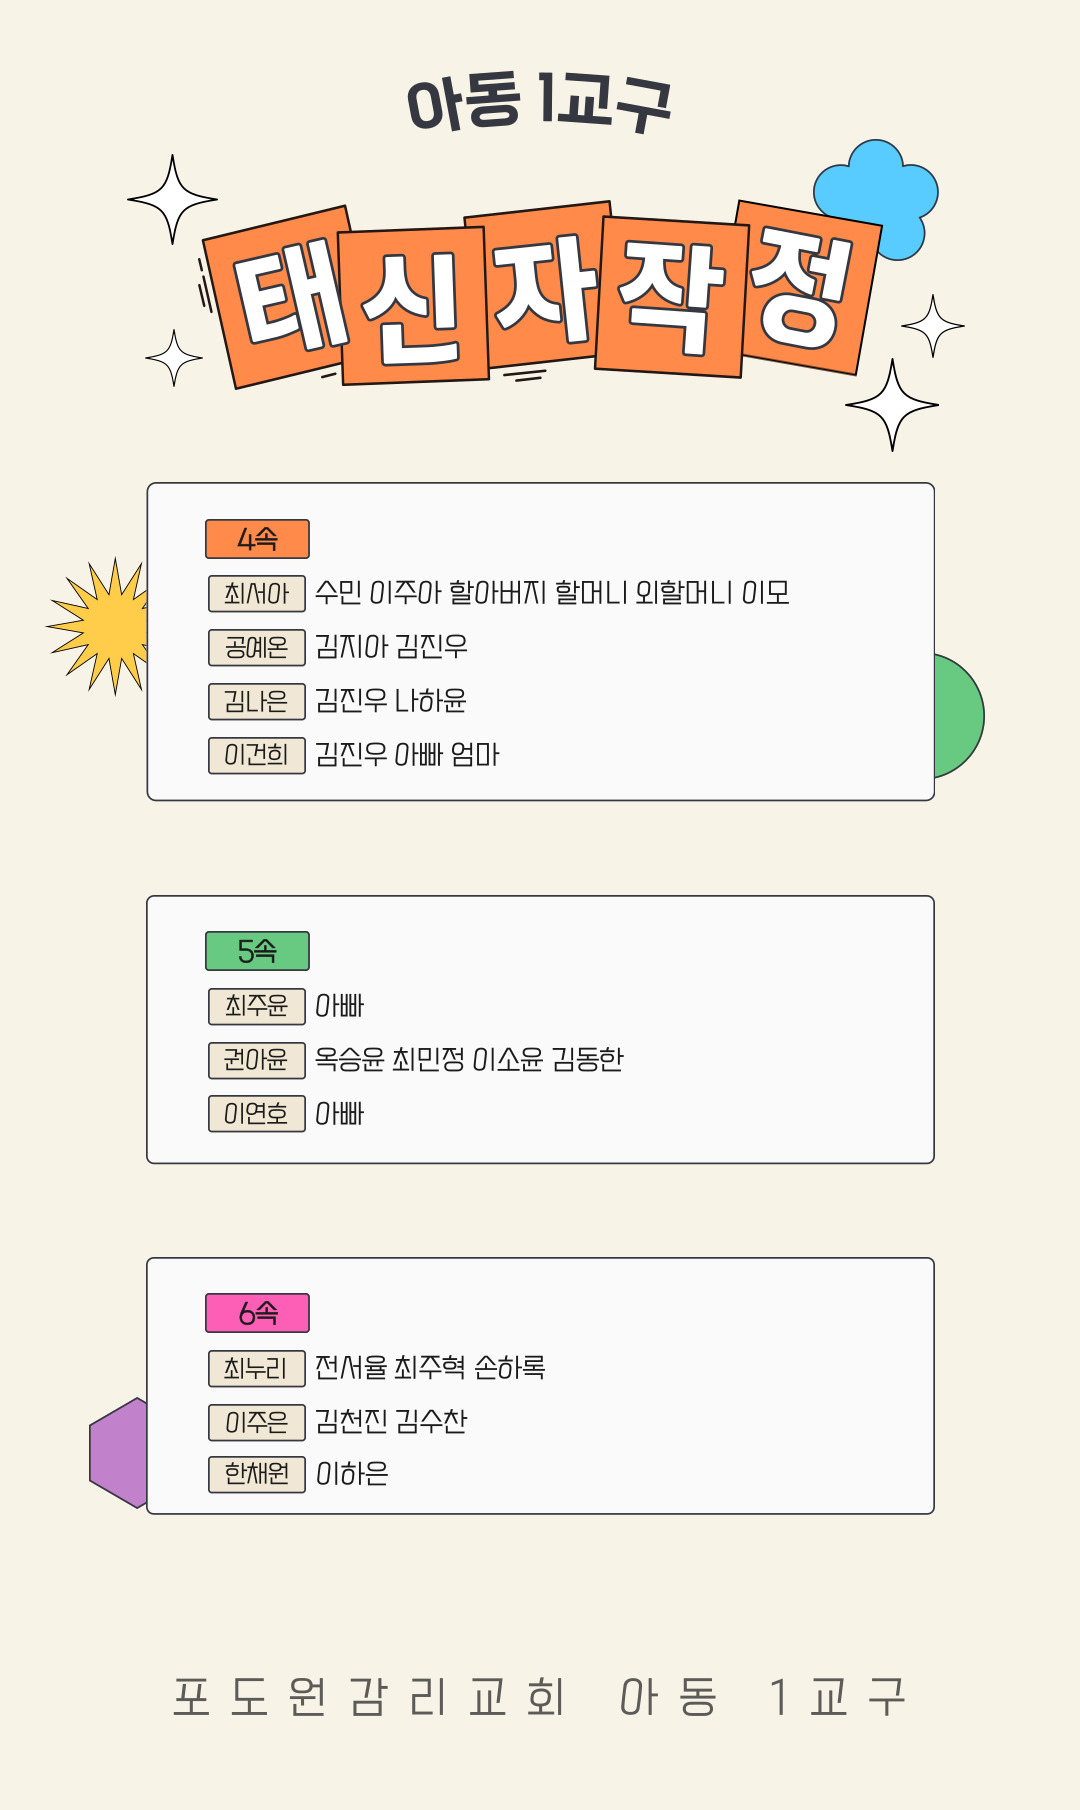 아동 1교구
태신자작정
4속
최서아 수민 이주아 할아버지 할머니 외할머니 이모
공예온 김지아 김진우
김나은 김진우 나하윤
이건희 김진우 아빠 엄마
5속
최주윤 아빠
권아윤 옥승윤 최민정 이소윤 김동한
이연호 아빠
6속
최누리 전서율 최주혁 손하록
이주은 김천진 김수찬
한채원 이하은
포도원감리교회 아동 1교구